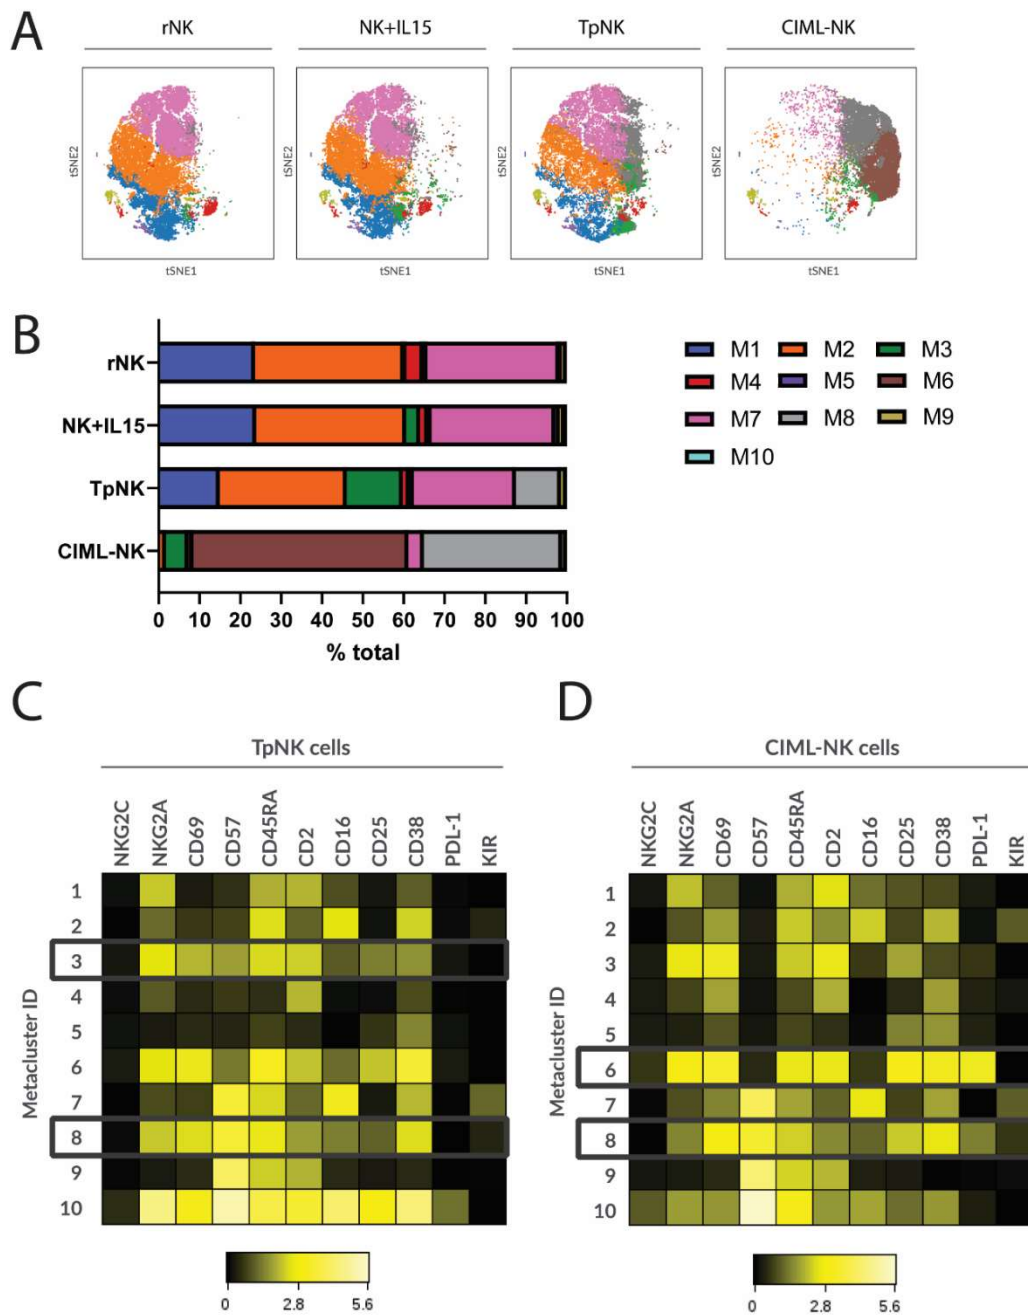 A
rNK
NK+IL15
TpNK
CIML-NK
tSNE2
tSNE2
tSNE2
tSNE2
tSNE1
tSNE1
tSNE1
tSNE1
B
rNK
NK+IL15
TpNK
CIML-NK
0 10 20 30 40 50 60 70 80 90 100
% total
M1 M2 M3
M4 M5 M6
M7 M8 M9
M10
C
TpNK cells
NKG2C NKG2A CD69 CD57 CD45RA CD2 CD16 CD25 CD38 PDL-1 KIR
Metacluster ID
1
2
3
4
5
6
7
8
9
10
0 2.8 5.6
D
CIML-NK cells
NKG2C NKG2A CD69 CD57 CD45RA CD2 CD16 CD25 CD38 PDL-1 KIR
Metacluster ID
1
2
3
4
5
6
7
8
9
10
0 2.8 5.6